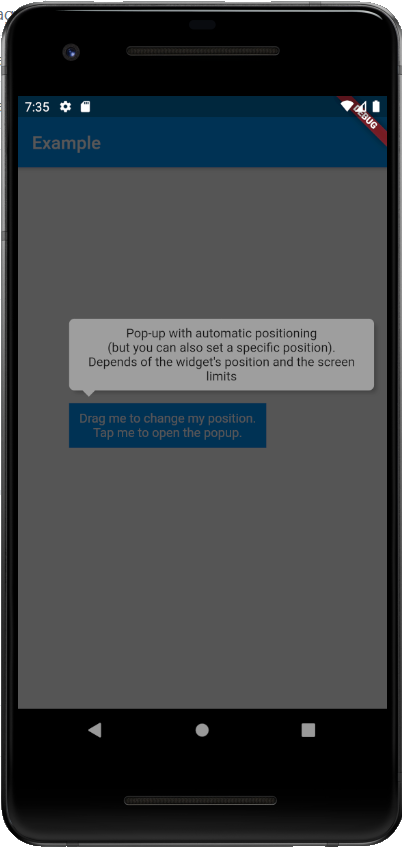 7:35
DEBUG
Example
Pop-up with automatic positioning
(but you can also set a specific position).
Depends of the widget's position and the screen
limits
Drag me to change my position.
Tap me to open the popup.